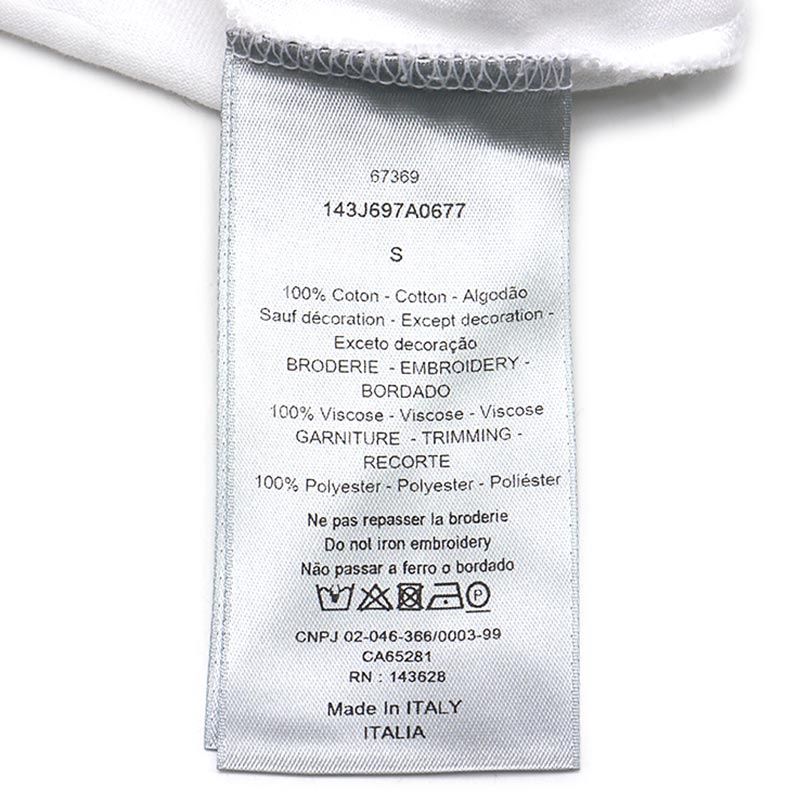 67369
143J697A0677
S
100% Coton - Cotton - Algodão
Sauf décoration - Except decoration -
Exceto decoração
BRODERIE - EMBROIDERY -
BORDADO
100% Viscose - Viscose - Viscose
GARNITURE - TRIMMING -
RECORTE
100% Polyester - Polyester - Poliéster
Ne pas repasser la broderie
Do not iron embroidery
Não passar a ferro o bordado
P
CNPJ 02-046-366/0003-99
CA65281
RN : 143628
Made In ITALY
ITALIA